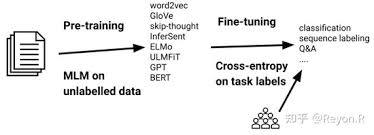 Pre-training
MLM on
unlabelled data
word2vec
GloVe
skip-thought
InferSent
ELMo
ULMFiT
GPT
BERT
Fine-tuning
Cross-entropy
on task labels
classification
sequence labeling
Q&A
....
知乎 @Reyon.R